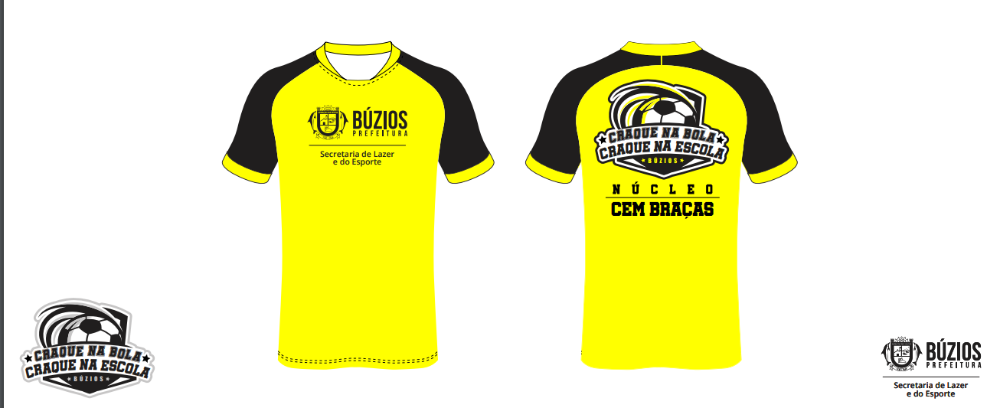 BÚZIOS
PREFEITURA
Secretaria de Lazer
e do Esporte
CRAQUE NA BOLA
CRAQUE NA ESCOLA
BÚZIOS
NÚCLEO
CEM BRAÇAS
CRAQUE NA BOLA
CRAQUE NA ESCOLA
BÚZIOS
BÚZIOS
PREFEITURA
Secretaria de Lazer
e do Esporte